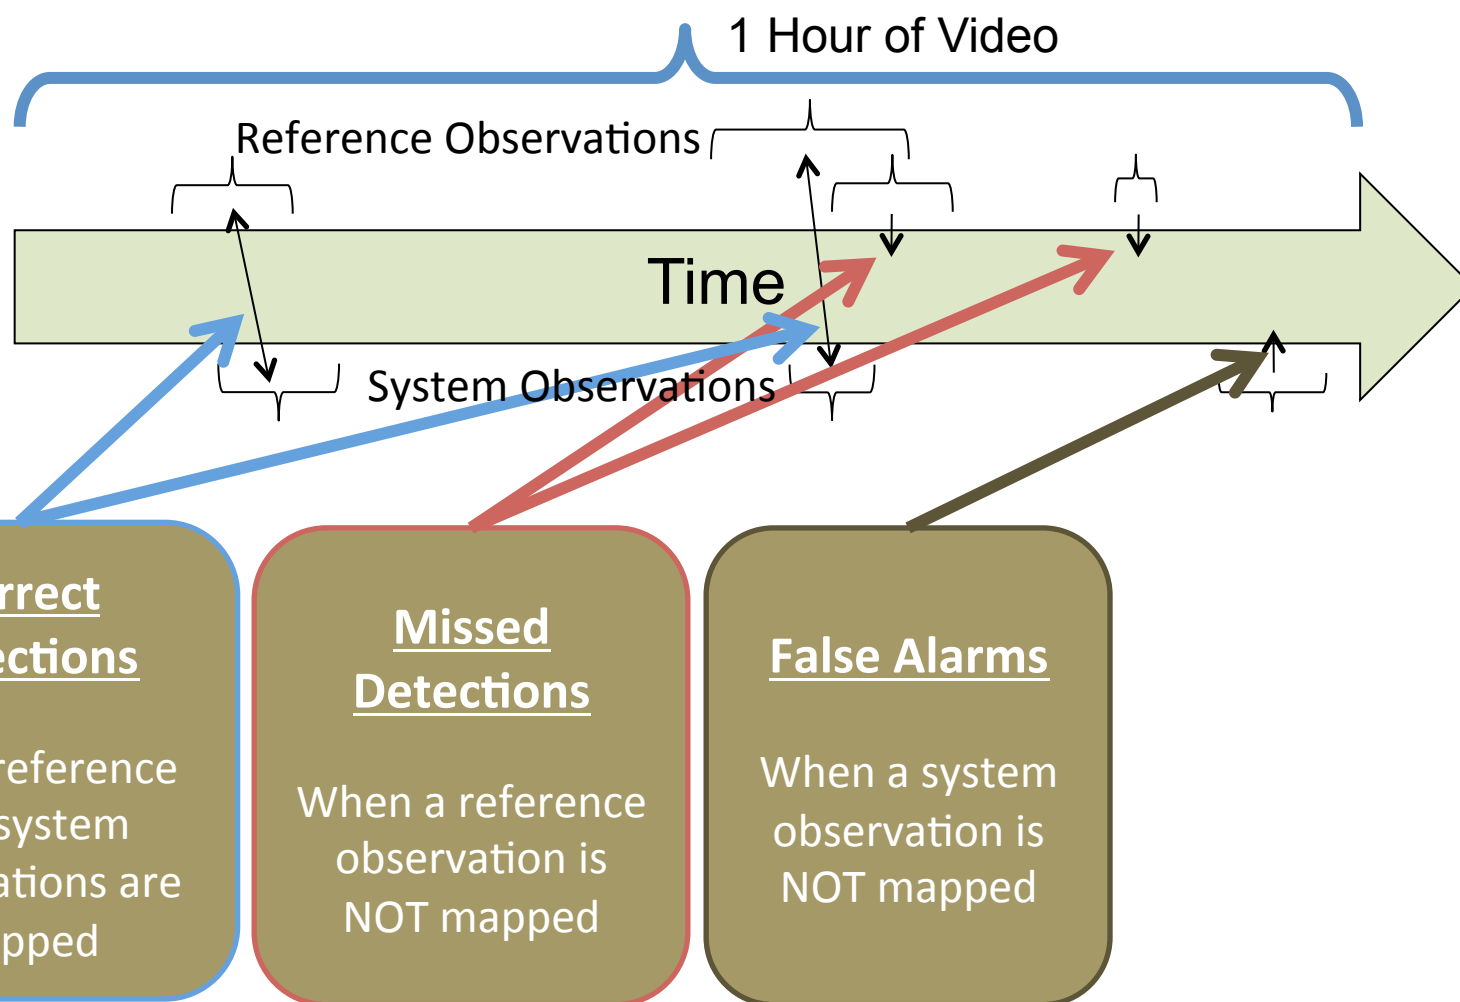 1 Hour of Video
Reference Observations
Time
System Observations
rrect
ections
reference
system
ations are
pped
Missed
Detections
When a reference
observation is
NOT mapped
False Alarms
When a system
observation is
NOT mapped